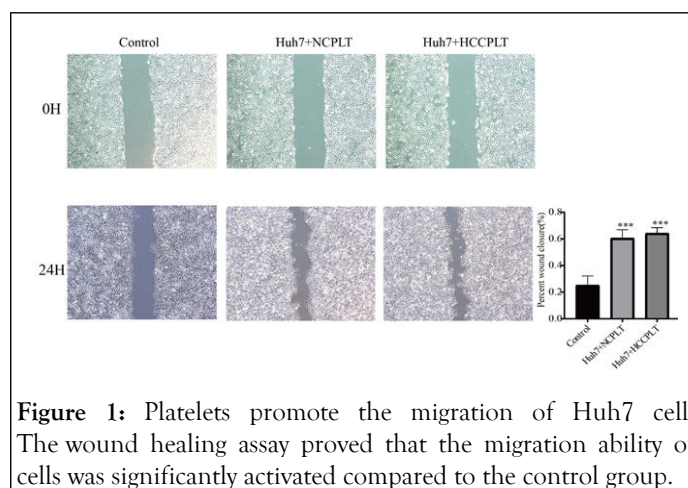 Control Huh7+NCPLT Huh7+HCCPLT
0H
24H
Percent wound closure(%)
0.8
0.6
0.4
0.2
0.0
*** ***
Control Huh7+NCPLT Huh7+HCCPLT
Figure 1: Platelets promote the migration of Huh7 cell
The wound healing assay proved that the migration ability o
cells was significantly activated compared to the control group.